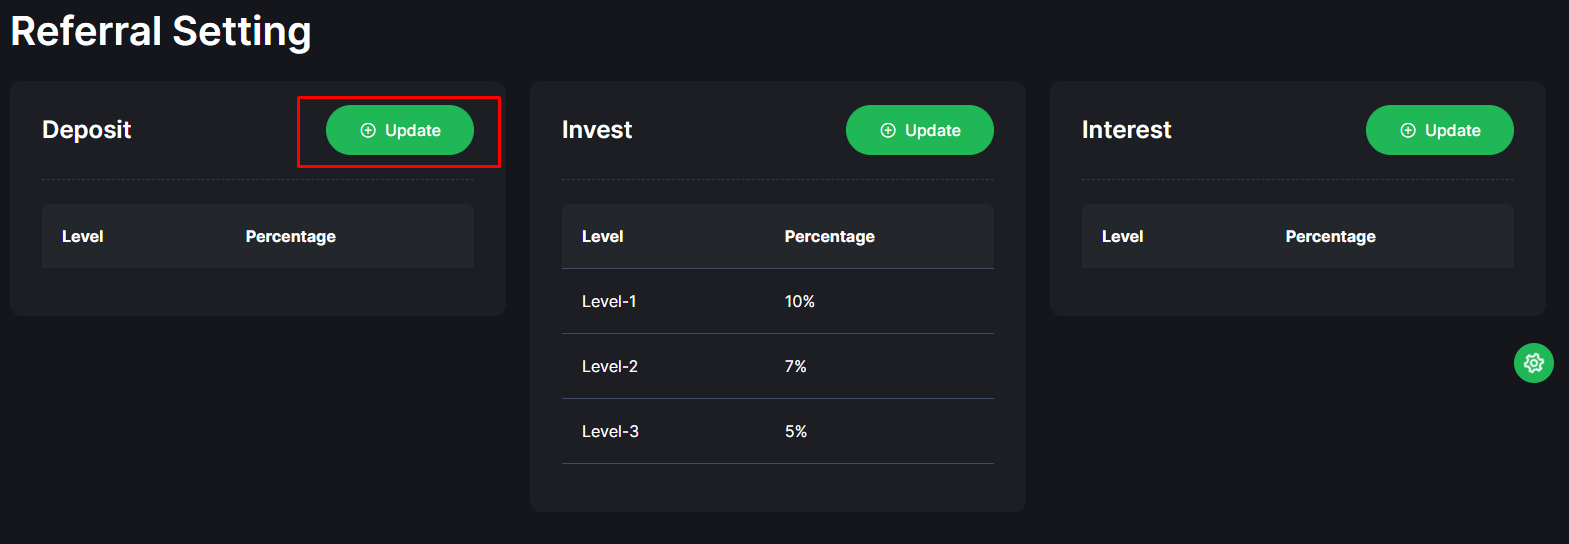 Referral Setting
Deposit
Update
Level Percentage
Invest
Update
Level Percentage
Level-1 10%
Level-2 7%
Level-3 5%
Interest
Update
Level Percentage